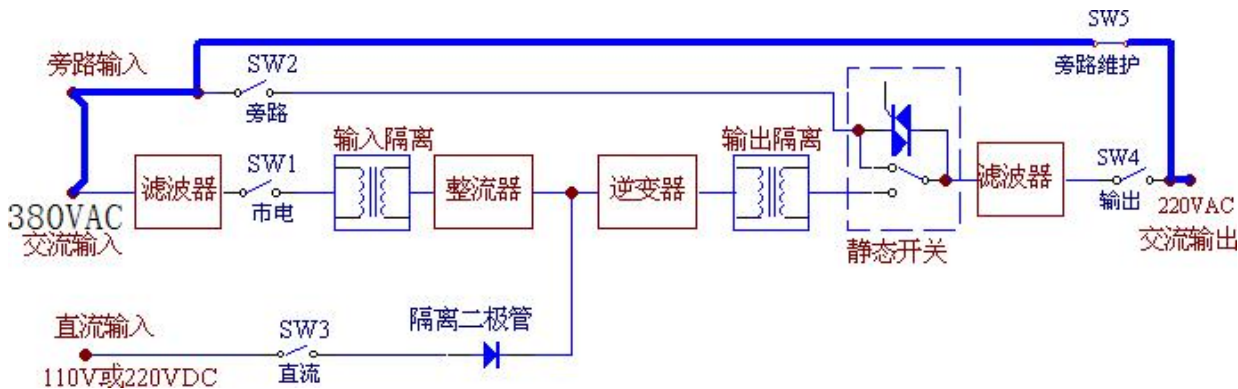 SW5
旁路输入
SW2
旁路维护
旁路
输入隔离
输出隔离
SW1
SW4
滤波器
整流器
逆变器
滤波器
市电
输出
380VAC
220VAC
交流输入
静态开关
交流输出
直流输入
SW3
隔离二极管
直流
110V或220VDC